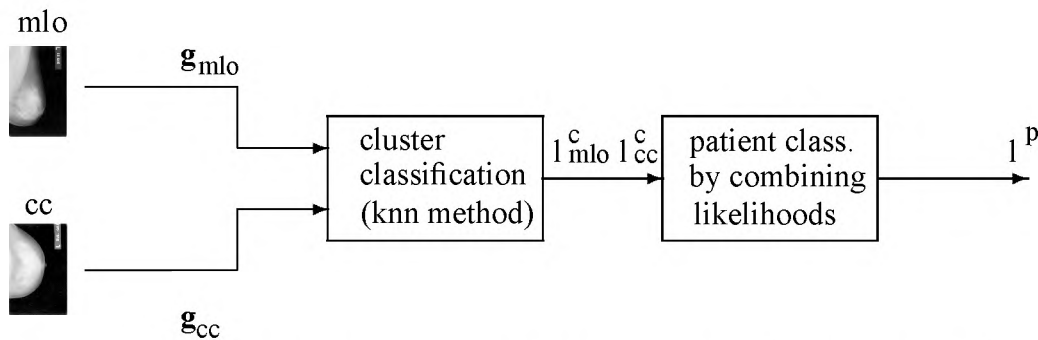 mlo
g_mlo
cluster
classification
(knn method)
l^c_mlo l^c_cc
patient class.
by combining
likelihoods
l^p
cc
g_cc